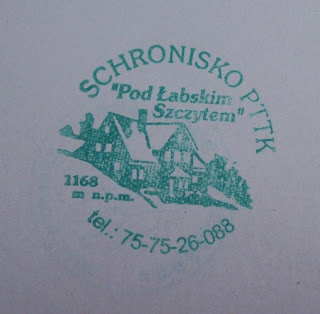 SCHRONISKO PTTK
"Pod Łabskim
Szczytem"
1168
m n.p.m.
tel.: 75-75-26-088